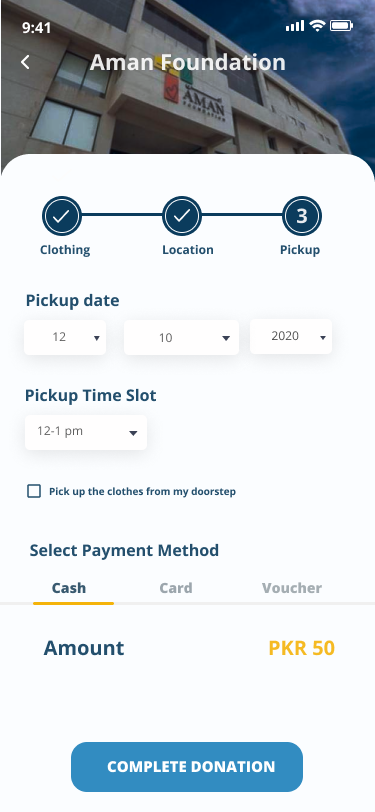 9:41
Aman Foundation
AMAN
FOUNDATION
3
Clothing Location Pickup
Pickup date
12 10 2020
Pickup Time Slot
12-1 pm
Pick up the clothes from my doorstep
Select Payment Method
Cash Card Voucher
Amount PKR 50
COMPLETE DONATION